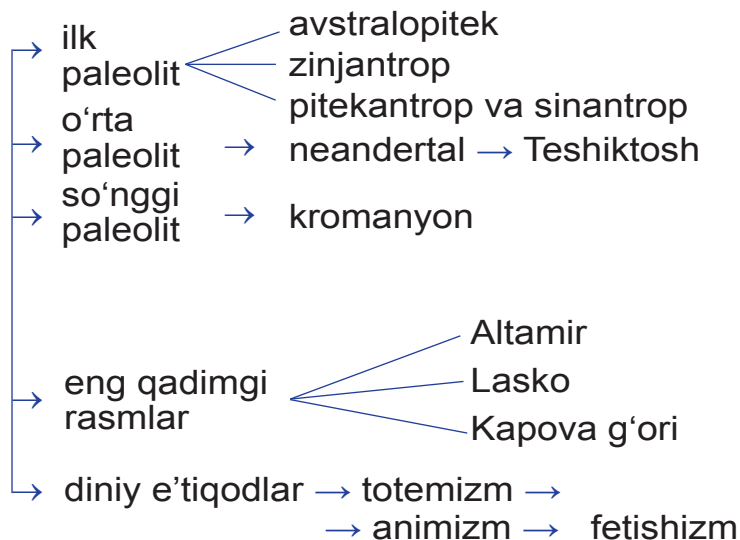 ilk
paleolit
avstralopitek
zinjantrop
pitekantrop va sinantrop
o‘rta
paleolit → neandertal → Teshiktosh
so‘nggi
paleolit → kromanyon
eng qadimgi
rasmlar
Altamir
Lasko
Kapova g‘ori
diniy e’tiqodlar → totemizm →
→ animizm → fetishizm